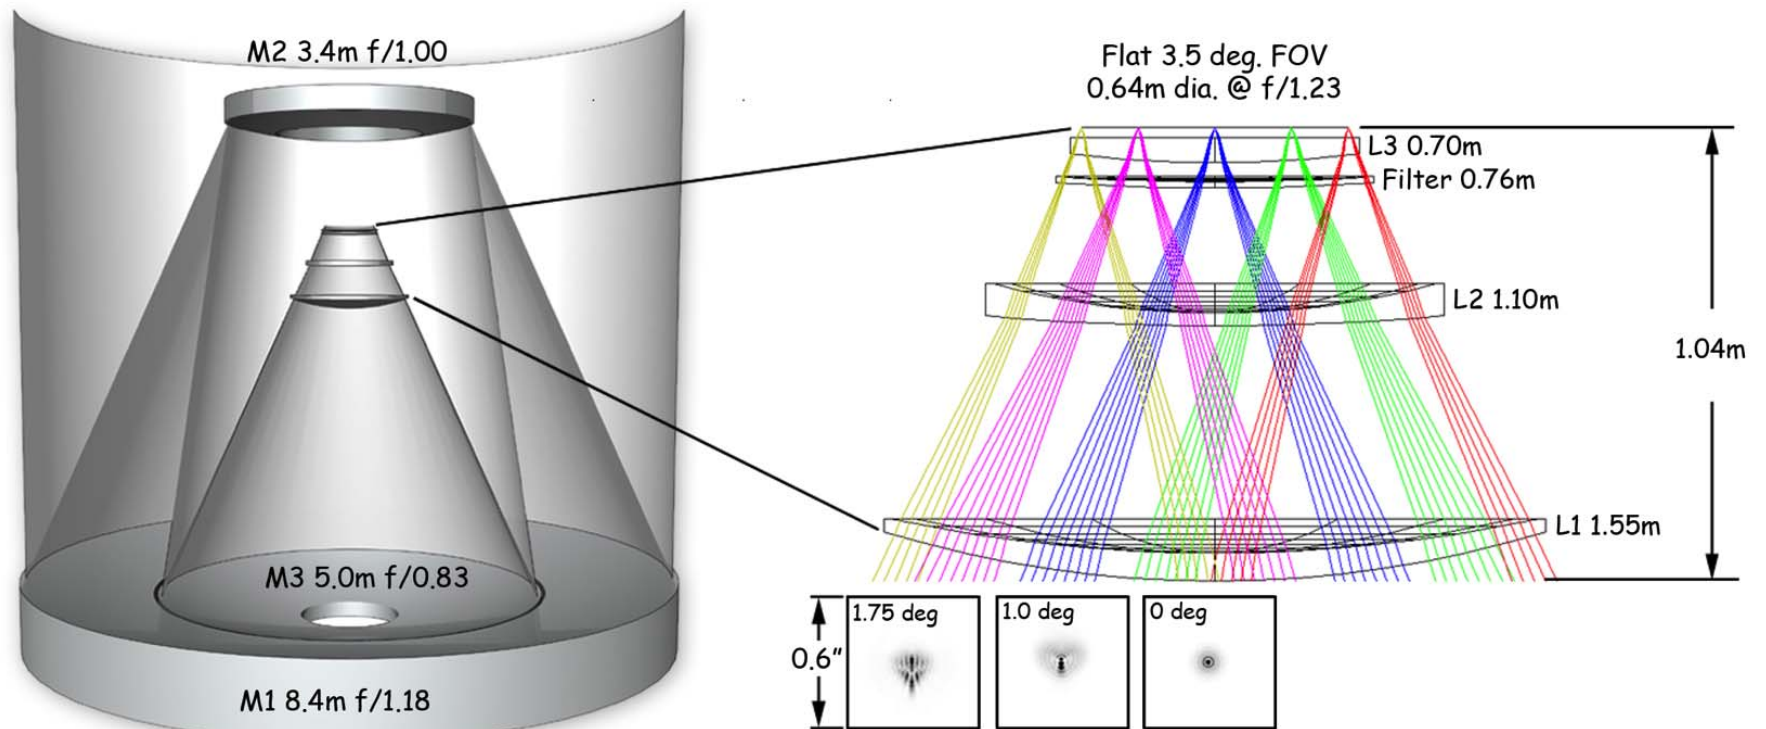 M2 3.4m f/1.00
M3 5.0m f/0.83
M1 8.4m f/1.18
Flat 3.5 deg. FOV
0.64m dia. @ f/1.23
L3 0.70m
Filter 0.76m
L2 1.10m
1.04m
L1 1.55m
0.6″
1.75 deg
1.0 deg
0 deg